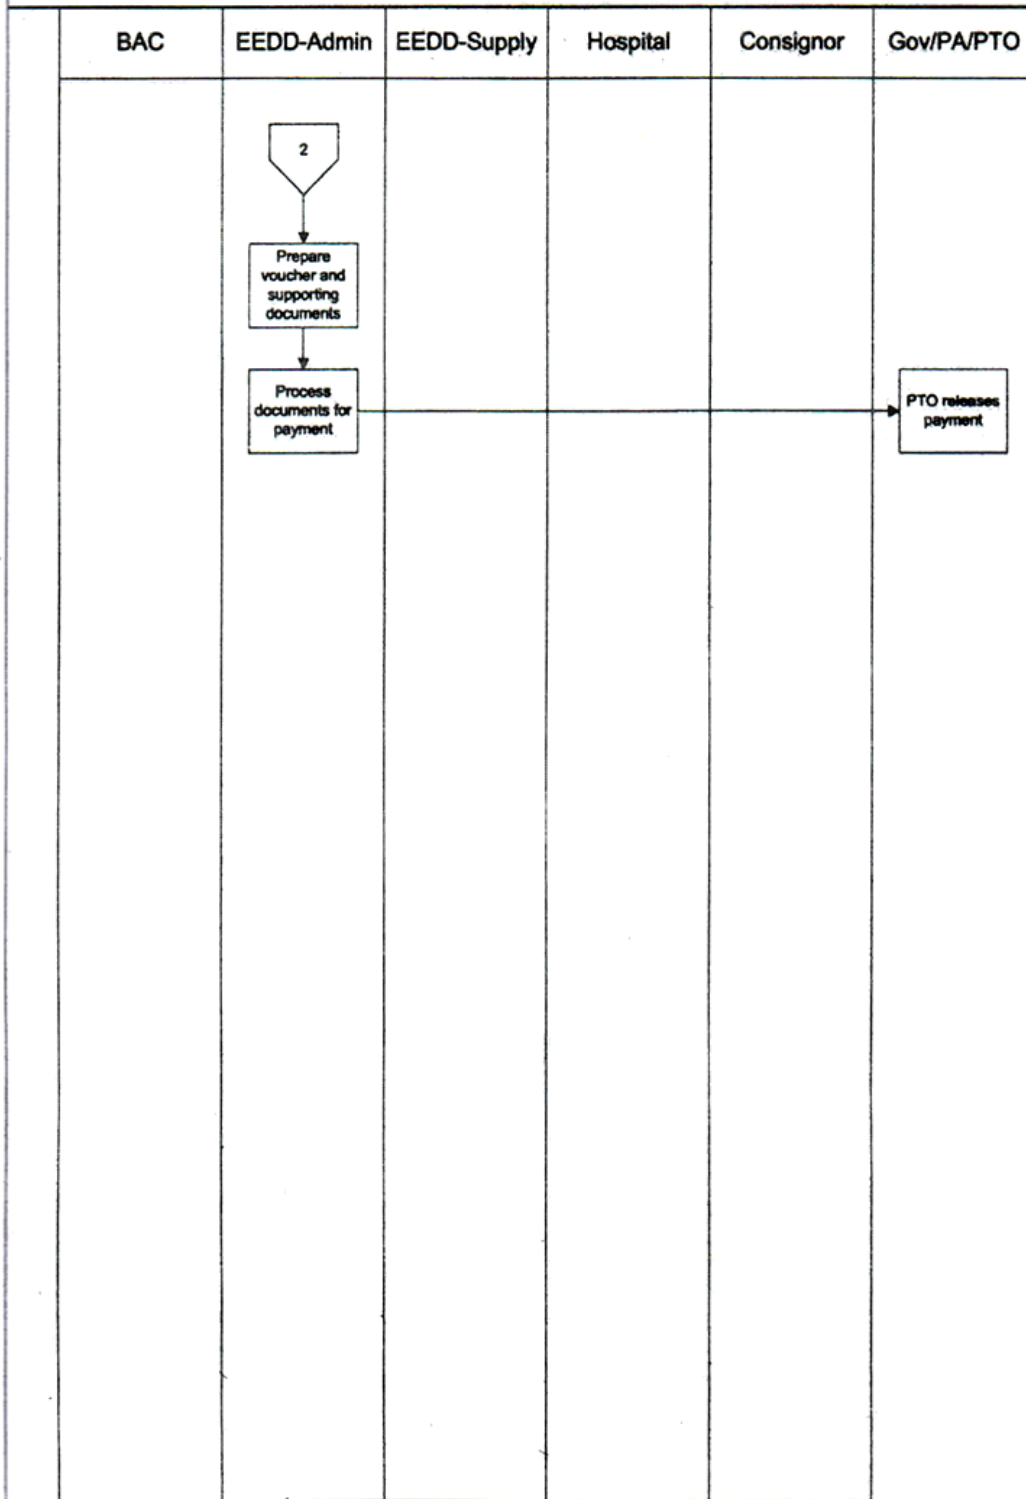 BAC
EEDD-Admin
EEDD-Supply
Hospital
Consignor
Gov/PA/PTO
2
Prepare
voucher and
supporting
documents
Process
documents for
payment
PTO releases
payment